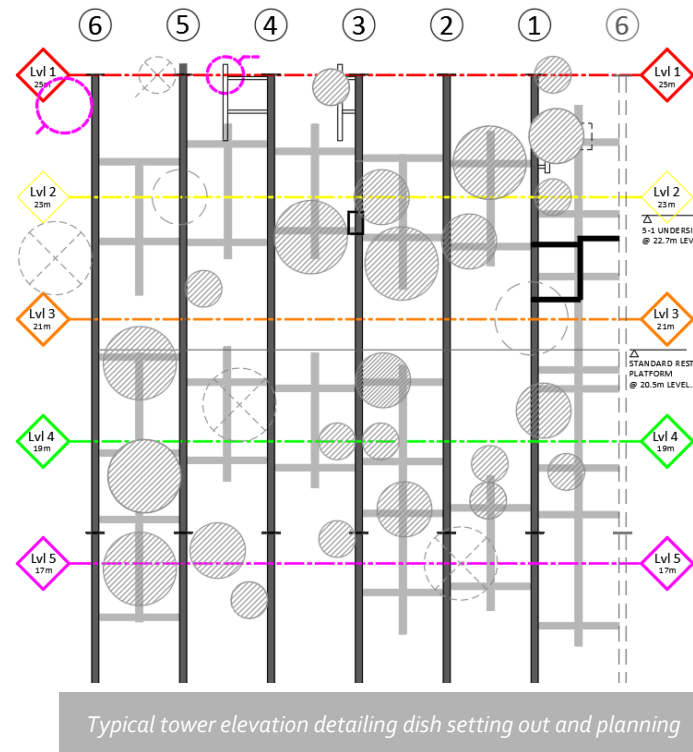 6 5 4 3 2 1 6
Lvl 1 Lvl 1
25m 25m
Lvl 2 Lvl 2
23m 23m
5-1 UNDERSI
@ 22.7m LEV
Lvl 3 Lvl 3
21m 21m
STANDARD REST
PLATFORM
@ 20.5m LEVEL.
Lvl 4 Lvl 4
19m 19m
Lvl 5 Lvl 5
17m 17m
Typical tower elevation detailing dish setting out and planning